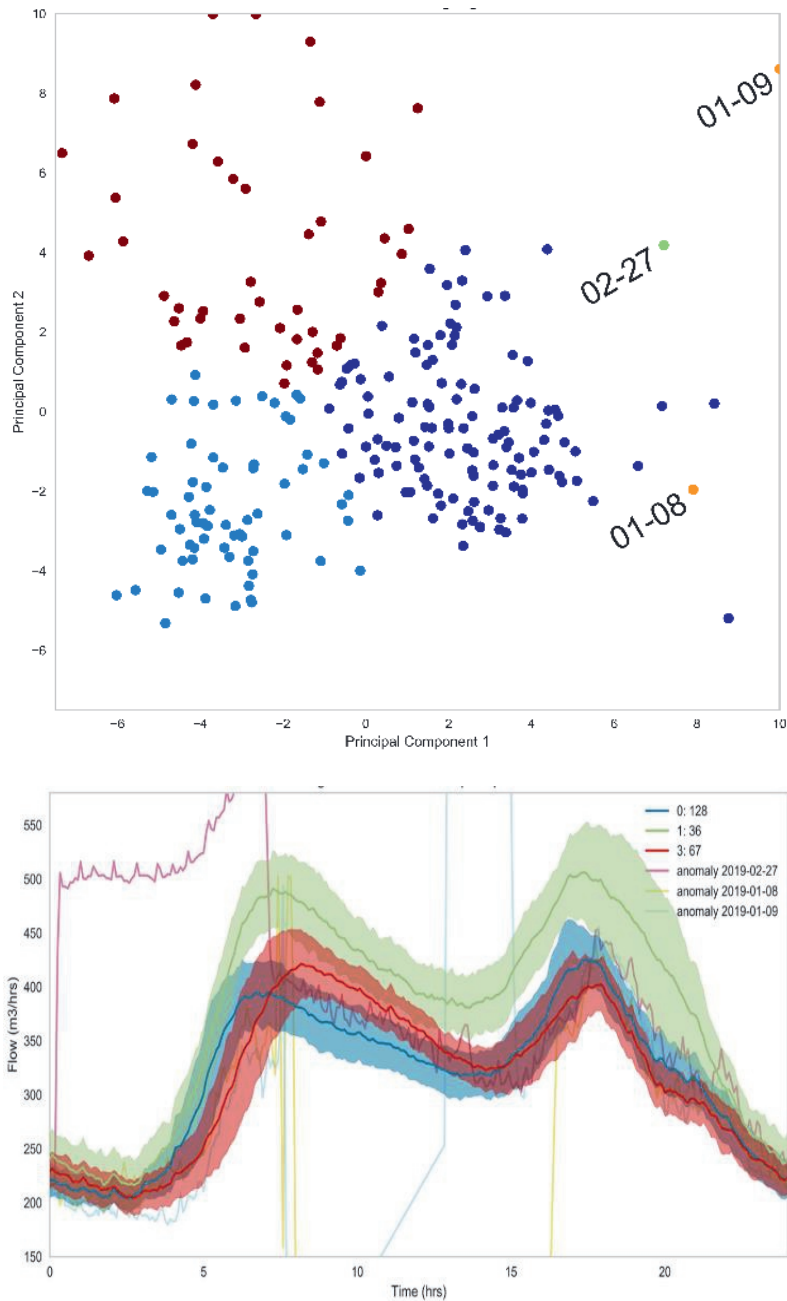 10
8
6
4
2
0
−2
−4
−6
Principal Component 2
01-09
02-27
01-08
−6 −4 −2 0 2 4 6 8 10
Principal Component 1
550
500
450
400
350
300
250
200
150
Flow (m3/hrs)
0: 128
1: 36
3: 67
anomaly 2019-02-27
anomaly 2019-01-08
anomaly 2019-01-09
0 5 10 15 20
Time (hrs)